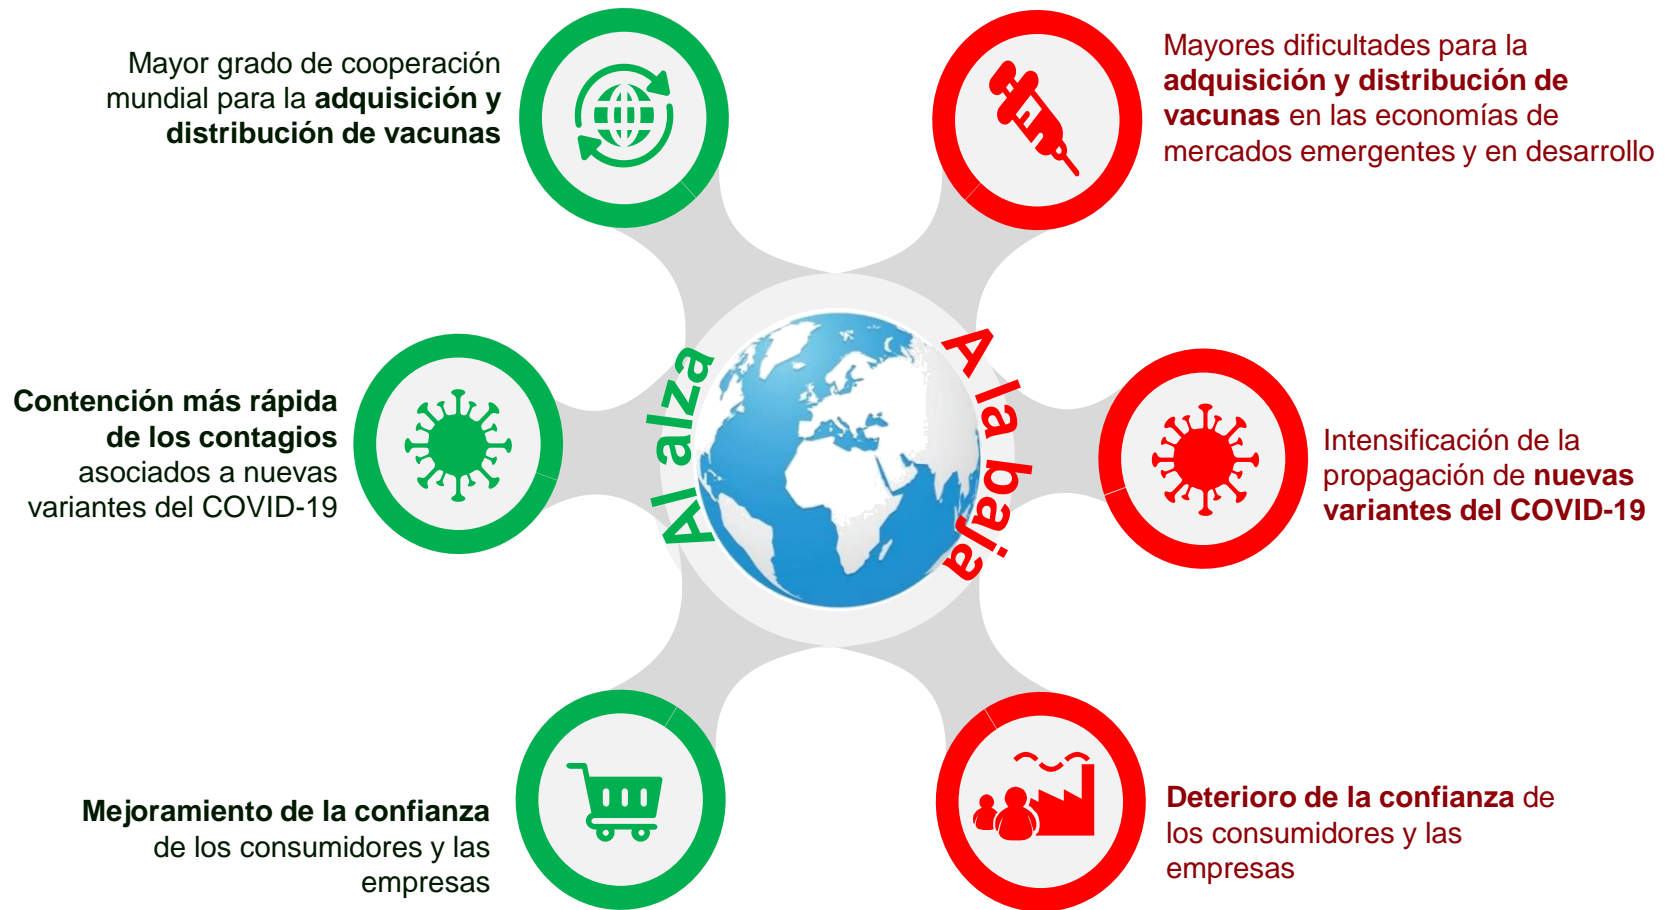 Mayor grado de cooperación
mundial para la adquisición y
distribución de vacunas
Mayores dificultades para la
adquisición y distribución de
vacunas en las economías de
mercados emergentes y en desarrollo
Al alza
A la baja
Contención más rápida
de los contagios
asociados a nuevas
variantes del COVID-19
Intensificación de la
propagación de nuevas
variantes del COVID-19
Mejoramiento de la confianza
de los consumidores y las
empresas
Deterioro de la confianza de
los consumidores y las
empresas